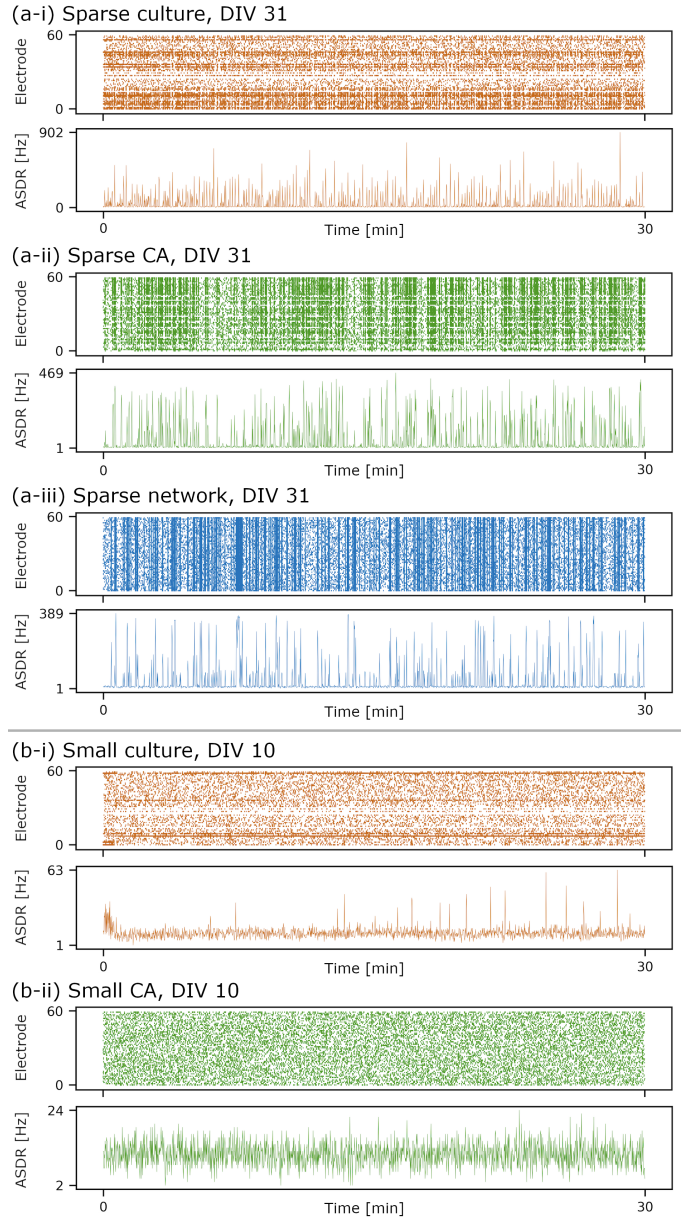 (a-i) Sparse culture, DIV 31
60
Electrode
0
902
ASDR [Hz]
0
0
Time [min]
30
(a-ii) Sparse CA, DIV 31
60
Electrode
0
469
ASDR [Hz]
1
0
Time [min]
30
(a-iii) Sparse network, DIV 31
60
Electrode
0
389
ASDR [Hz]
1
0
Time [min]
30
(b-i) Small culture, DIV 10
60
Electrode
0
63
ASDR [Hz]
1
0
Time [min]
30
(b-ii) Small CA, DIV 10
60
Electrode
0
24
ASDR [Hz]
2
0
Time [min]
30